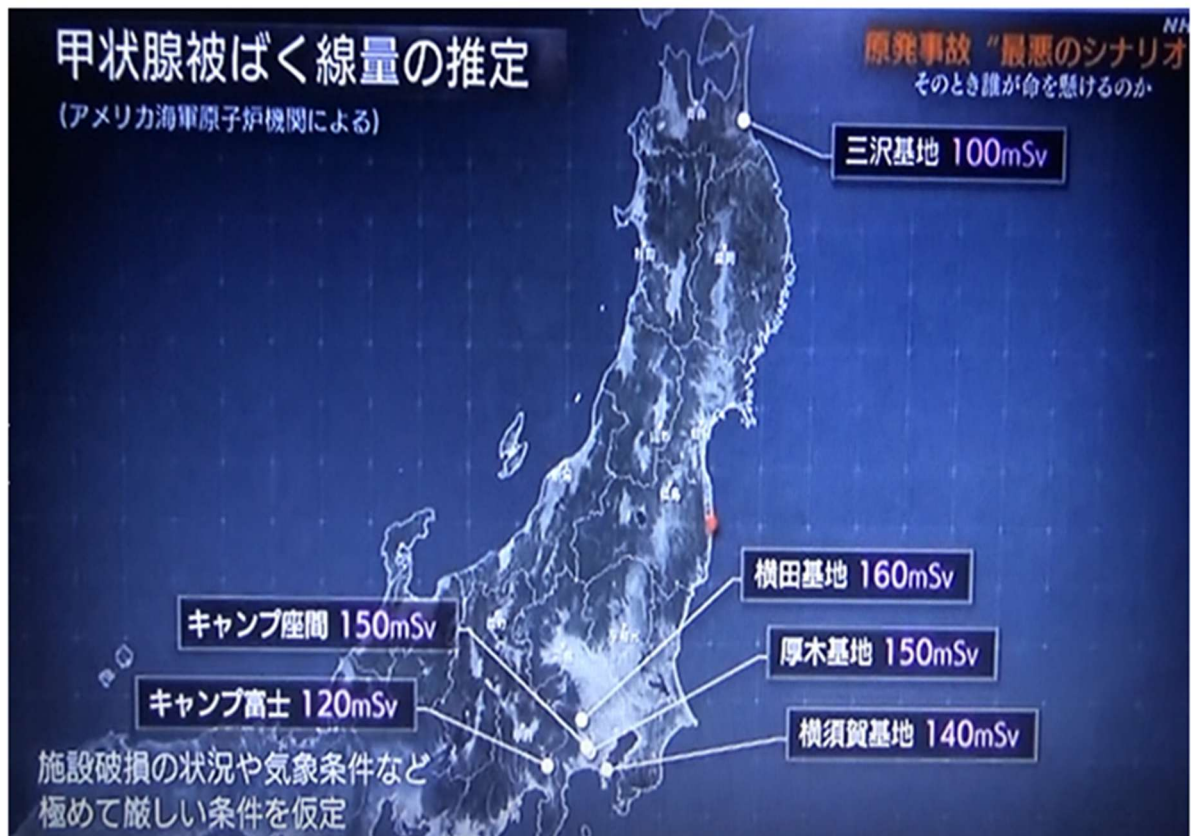 甲状腺被ばく線量の推定
(アメリカ海軍原子炉機関による)
NH
原発事故 “最悪のシナリオ
そのとき誰が命を懸けるのか
三沢基地 100mSv
横田基地 160mSv
キャンプ座間 150mSv
厚木基地 150mSv
キャンプ富士 120mSv
横須賀基地 140mSv
施設破損の状況や気象条件など
極めて厳しい条件を仮定